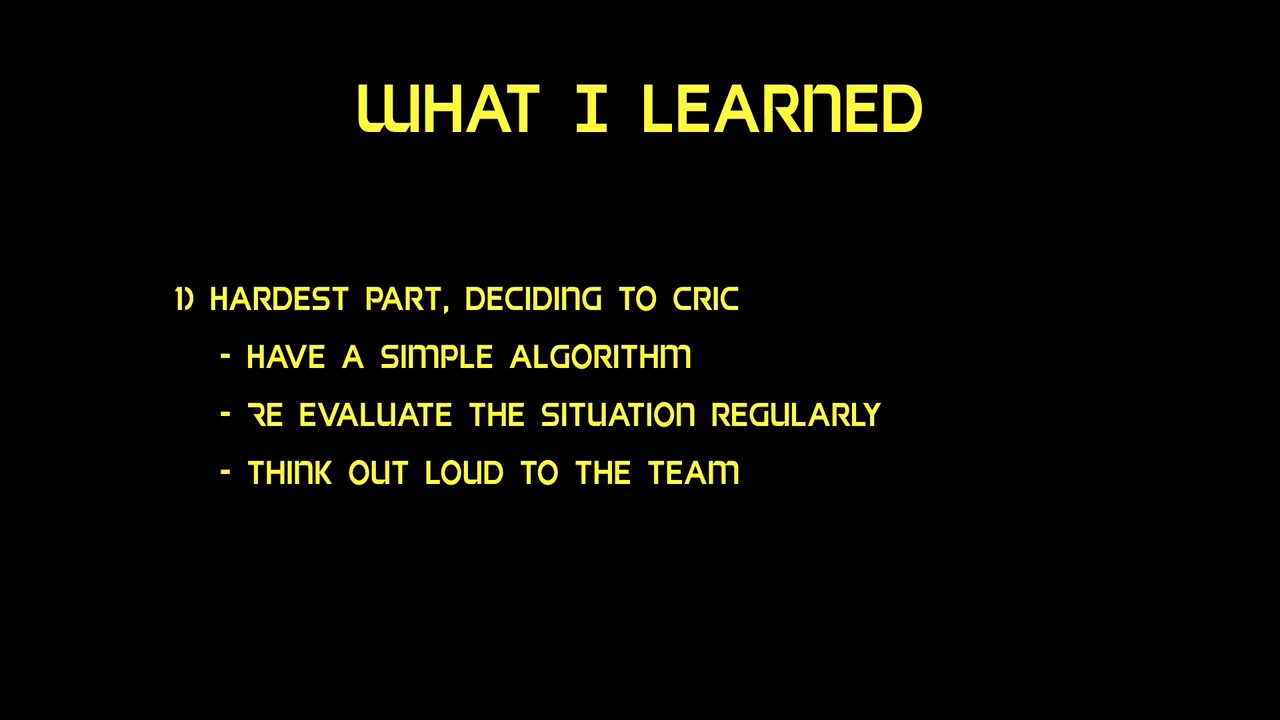 WHAT I LEARNED
1) HARDEST PART, DECIDING TO CRIC
- HAVE A SIMPLE ALGORITHM
- RE EVALUATE THE SITUATION REGULARLY
- THINK OUT LOUD TO THE TEAM